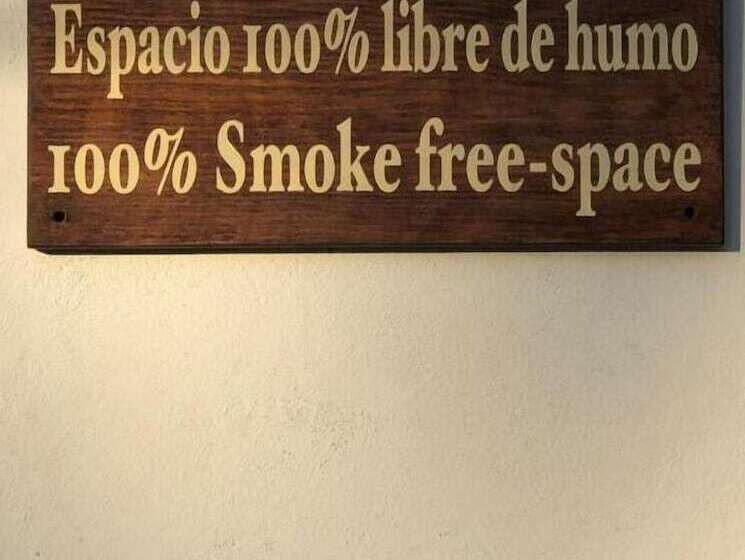 Espacio 100% libre de humo
100% Smoke free-space